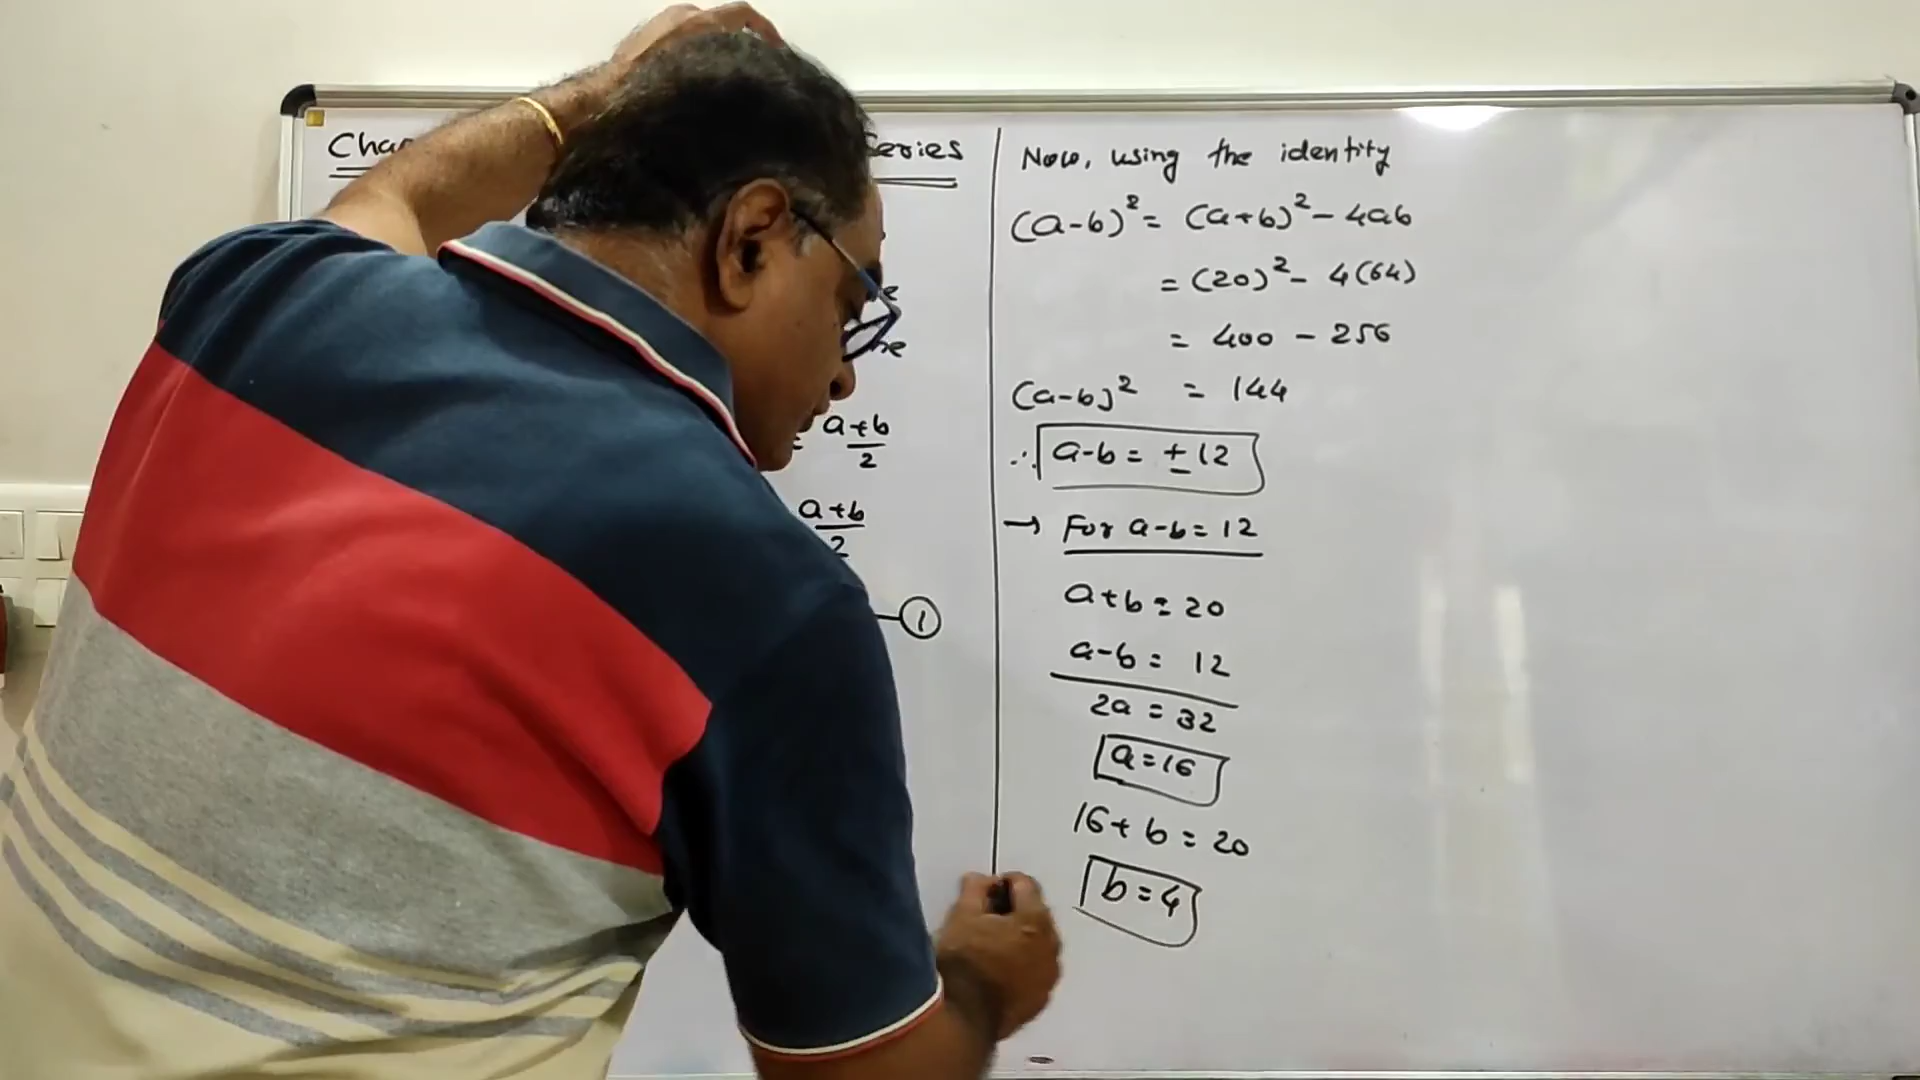 Series
= a+b/2
a+b/2
①
Now, using the identity
(a-b)² = (a+b)² - 4ab
= (20)² - 4(64)
= 400 - 256
(a-b)² = 144
∴ a-b = ±12
→ For a-b = 12
a+b = 20
a-b = 12
2a = 32
a = 16
16 + b = 20
b = 4